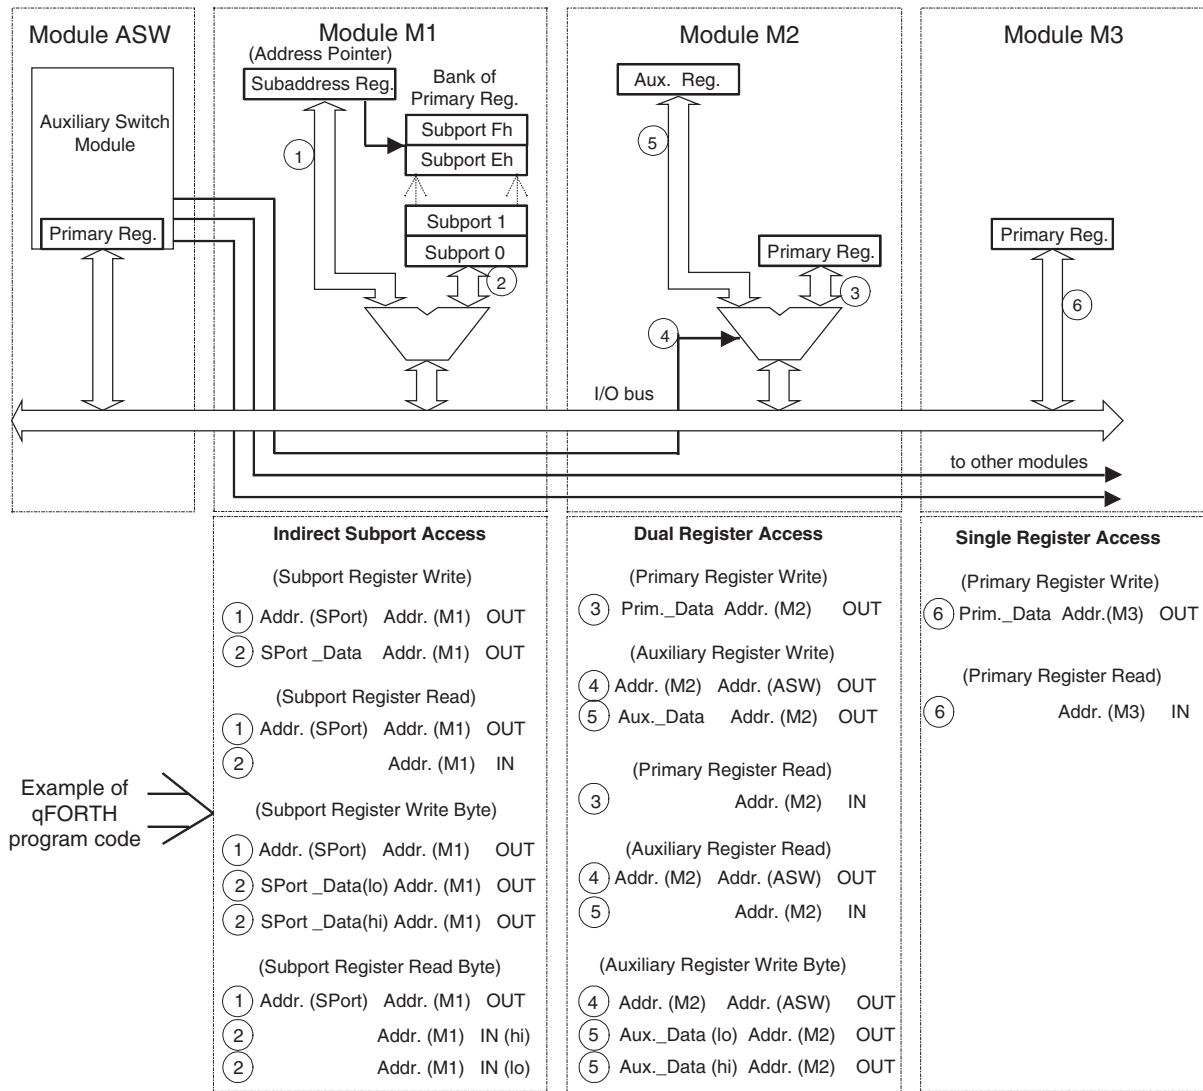 Module ASW
Auxiliary Switch
Module
Primary Reg.
Module M1
(Address Pointer)
Subaddress Reg.
Bank of
Primary Reg.
Subport Fh
Subport Eh
Subport 1
Subport 0
1
2
Module M2
Aux. Reg.
5
Primary Reg.
3
4
I/O bus
Module M3
Primary Reg.
6
to other modules
Example of
qFORTH
program code
Indirect Subport Access
(Subport Register Write)
1 Addr. (SPort) Addr. (M1) OUT
2 SPort _Data Addr. (M1) OUT
(Subport Register Read)
1 Addr. (SPort) Addr. (M1) OUT
2 Addr. (M1) IN
(Subport Register Write Byte)
1 Addr. (SPort) Addr. (M1) OUT
2 SPort _Data(lo) Addr. (M1) OUT
2 SPort _Data(hi) Addr. (M1) OUT
(Subport Register Read Byte)
1 Addr. (SPort) Addr. (M1) OUT
2 Addr. (M1) IN (hi)
2 Addr. (M1) IN (lo)
Dual Register Access
(Primary Register Write)
3 Prim._Data Addr. (M2) OUT
(Auxiliary Register Write)
4 Addr. (M2) Addr. (ASW) OUT
5 Aux._Data Addr. (M2) OUT
(Primary Register Read)
3 Addr. (M2) IN
(Auxiliary Register Read)
4 Addr. (M2) Addr. (ASW) OUT
5 Addr. (M2) IN
(Auxiliary Register Write Byte)
4 Addr. (M2) Addr. (ASW) OUT
5 Aux._Data (lo) Addr. (M2) OUT
5 Aux._Data (hi) Addr. (M2) OUT
Single Register Access
(Primary Register Write)
6 Prim._Data Addr.(M3) OUT
(Primary Register Read)
6 Addr. (M3) IN